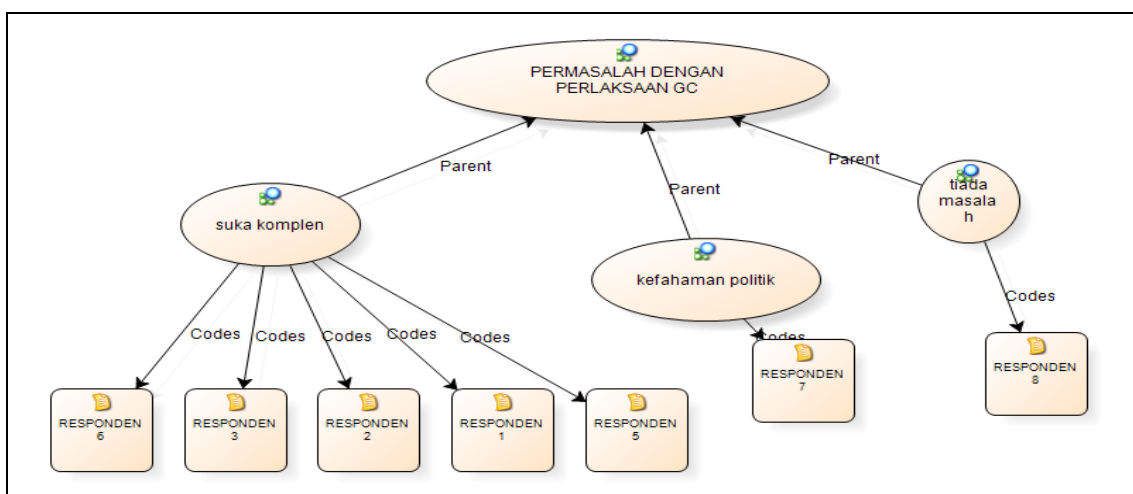 PERMASALAH DENGAN
PERLAKSAAN GC
Parent
Parent
Parent
suka komplen
kefahaman politik
tiada
masala
h
Codes
Codes
Codes
Codes
Codes
Codes
Codes
RESPONDEN
6
RESPONDEN
3
RESPONDEN
2
RESPONDEN
1
RESPONDEN
5
RESPONDEN
7
RESPONDEN
8